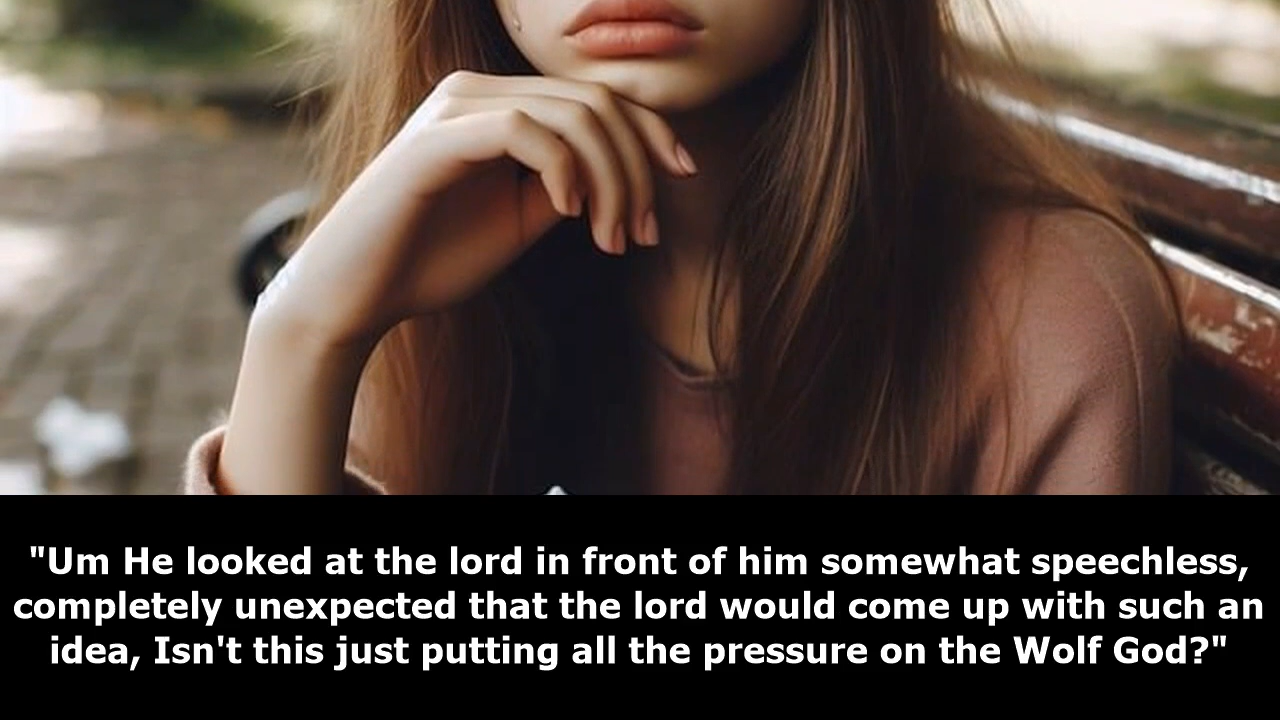 "Um He looked at the lord in front of him somewhat speechless,
completely unexpected that the lord would come up with such an
idea, Isn't this just putting all the pressure on the Wolf God?"